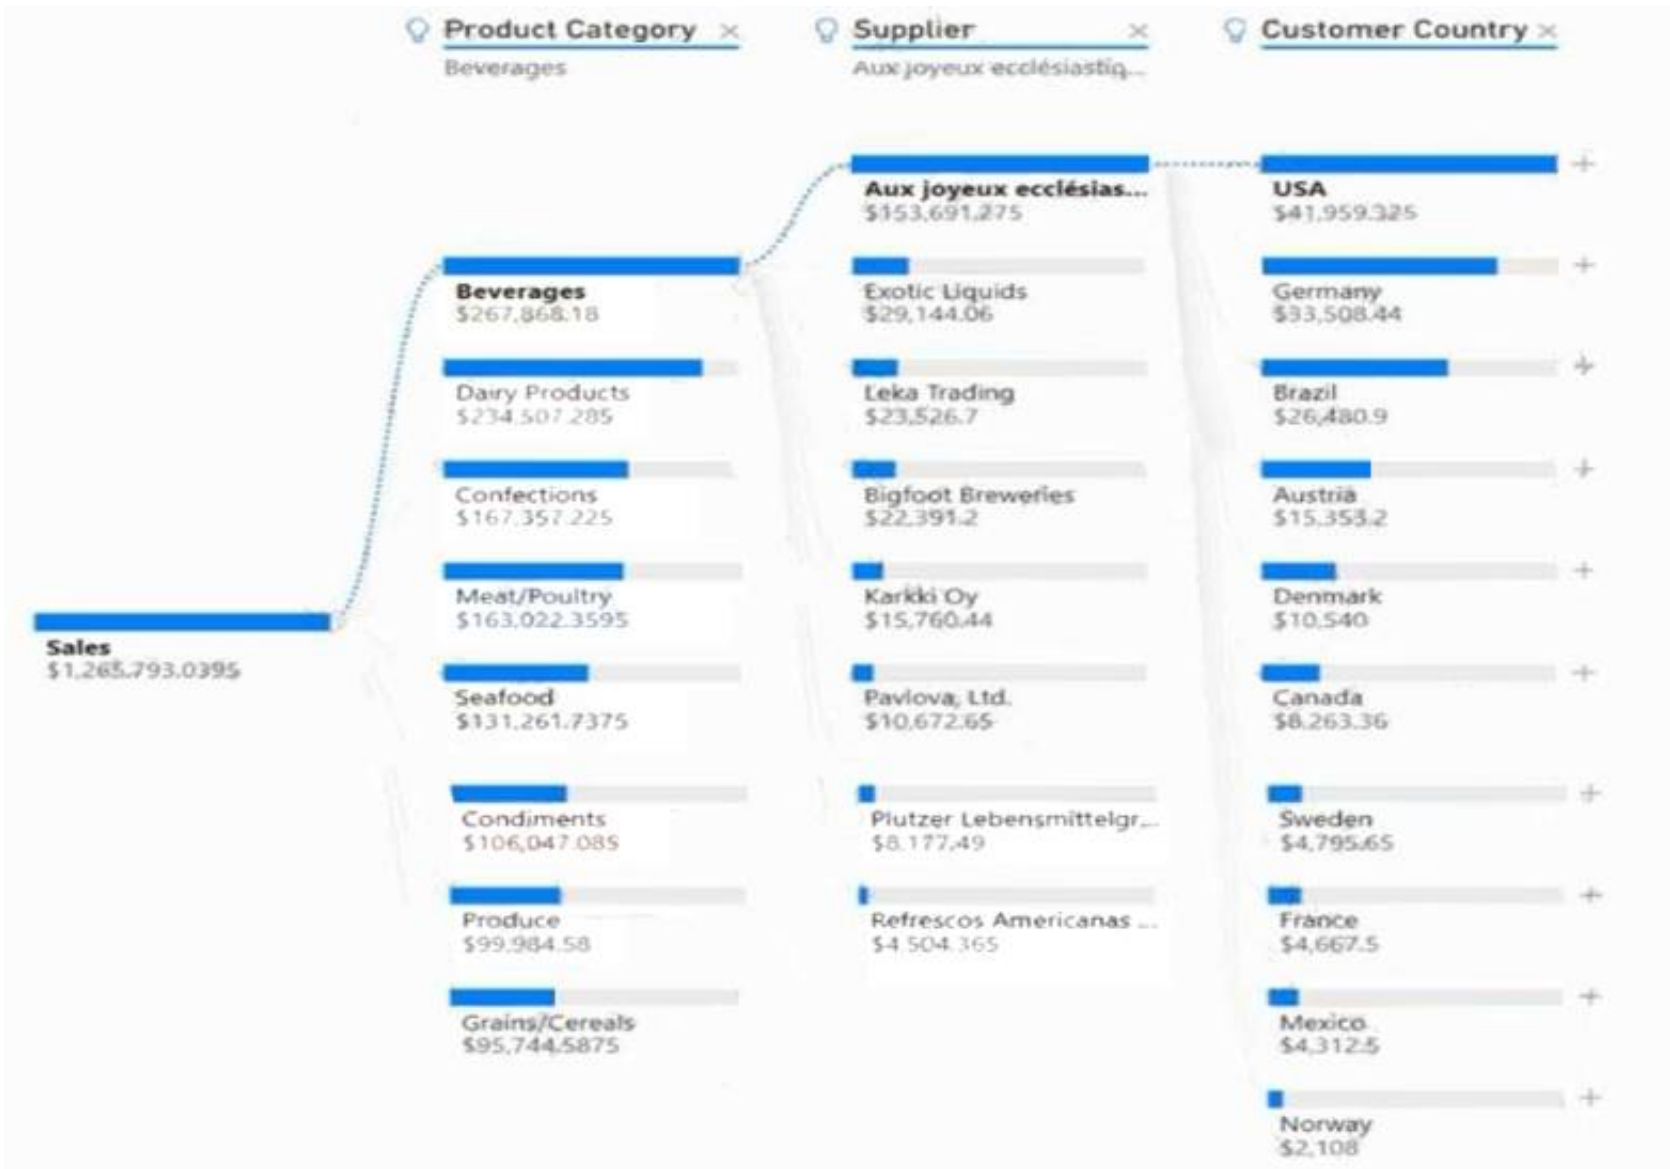 Product Category
Beverages
Supplier
Aux joyeux ecclésiastiq...
Customer Country
Sales
$1,265,793.0395
Beverages
$267,868.18
Dairy Products
$234,507.285
Confections
$167,357.225
Meat/Poultry
$163,022.3595
Seafood
$131,261.7375
Condiments
$106,047.085
Produce
$99,984.58
Grains/Cereals
$95,744.5875
Aux joyeux ecclésias...
$153,691,275
Exotic Liquids
$29,144.06
Leka Trading
$23,526.7
Bigfoot Breweries
$22,391.2
Karkki Oy
$15,760.44
Pavlova, Ltd.
$10,672.65
Plutzer Lebensmittelgr...
$8,177.49
Refrescos Americanas ...
$4,504.365
USA
$41,959.325
Germany
$33,508.44
Brazil
$26,480.9
Austria
$15,353.2
Denmark
$10,540
Canada
$8,263.36
Sweden
$4,795.65
France
$4,667.5
Mexico
$4,312.5
Norway
$2,108